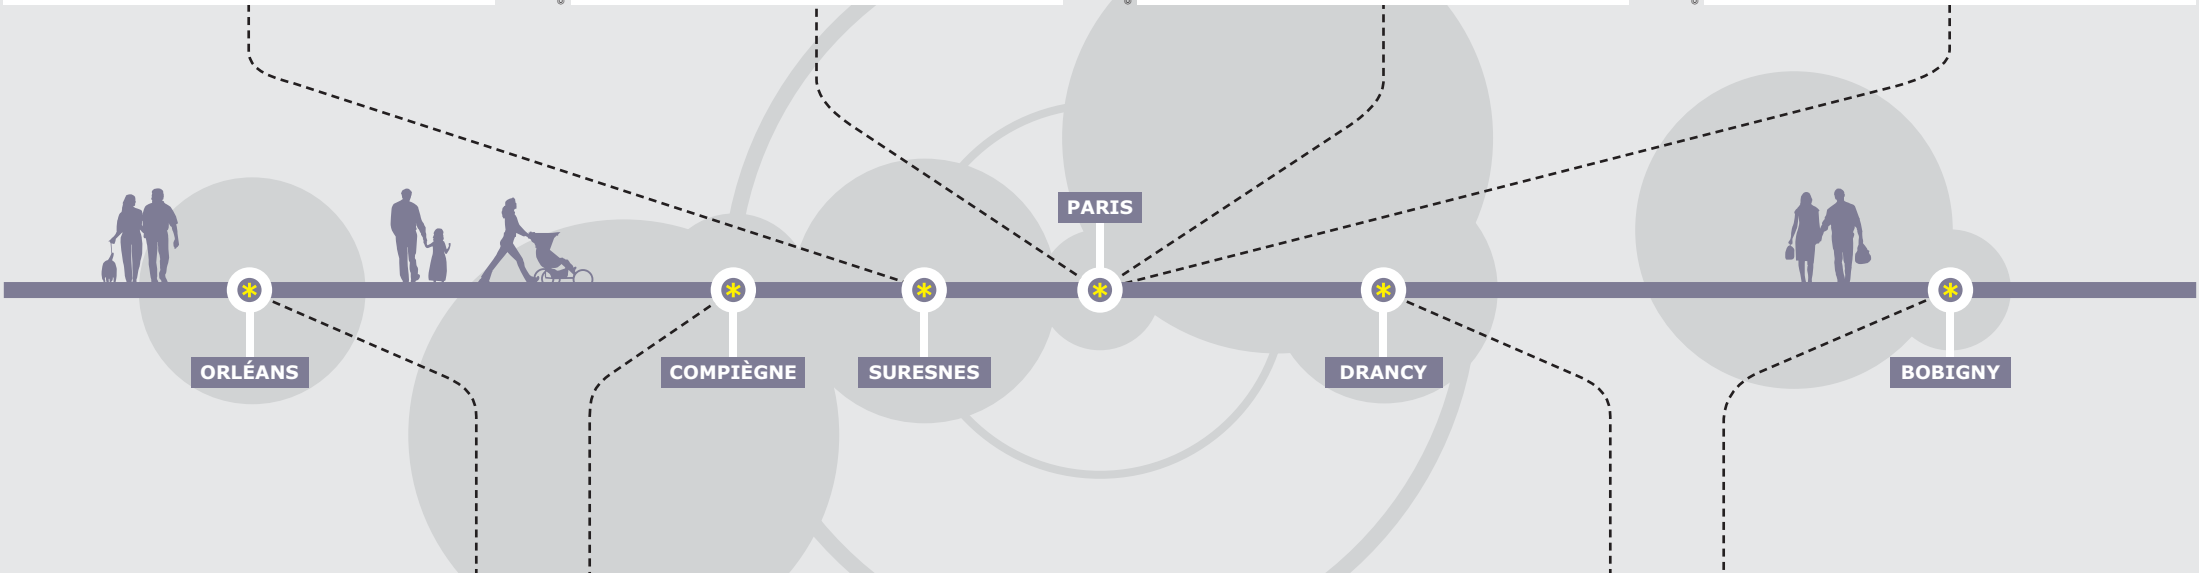 PARIS
ORLÉANS
COMPIÈGNE
SURESNES
DRANCY
BOBIGNY